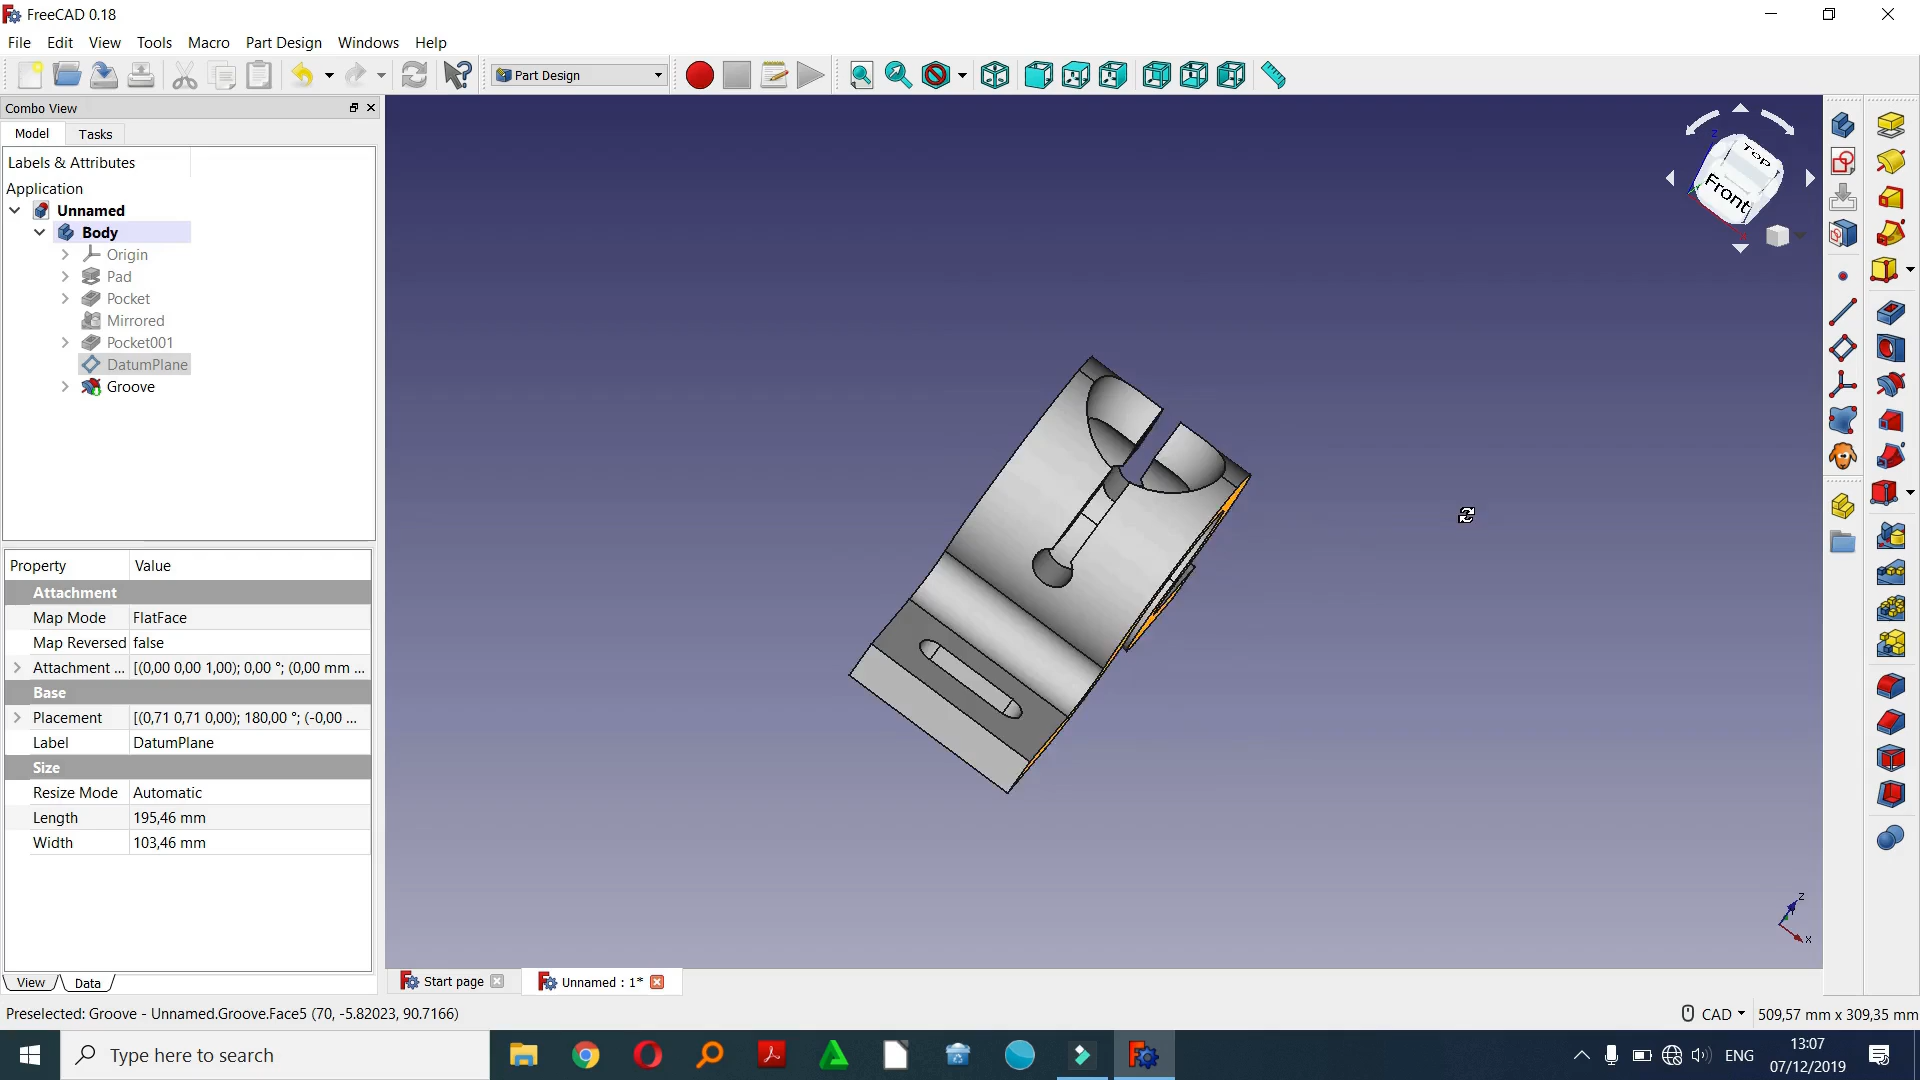 FreeCAD 0.18
File Edit View Tools Macro Part Design Windows Help
Part Design
Combo View
Model Tasks
Labels & Attributes
Application
Unnamed
Body
Origin
Pad
Pocket
Mirrored
Pocket001
DatumPlane
Groove
Top
Front
Z
Property Value
Attachment
Map Mode FlatFace
Map Reversed false
Attachment ... [(0,00 0,00 1,00); 0,00 °; (0,00 mm ...
Base
Placement [(0,71 0,71 0,00); 180,00 °; (-0,00 ...
Label DatumPlane
Size
Resize Mode Automatic
Length 195,46 mm
Width 103,46 mm
Z
X
View Data
Start page Unnamed : 1*
Preselected: Groove - Unnamed.Groove.Face5 (70, -5.82023, 90.7166)
CAD 509,57 mm x 309,35 mm
Type here to search
ENG
13:07
07/12/2019